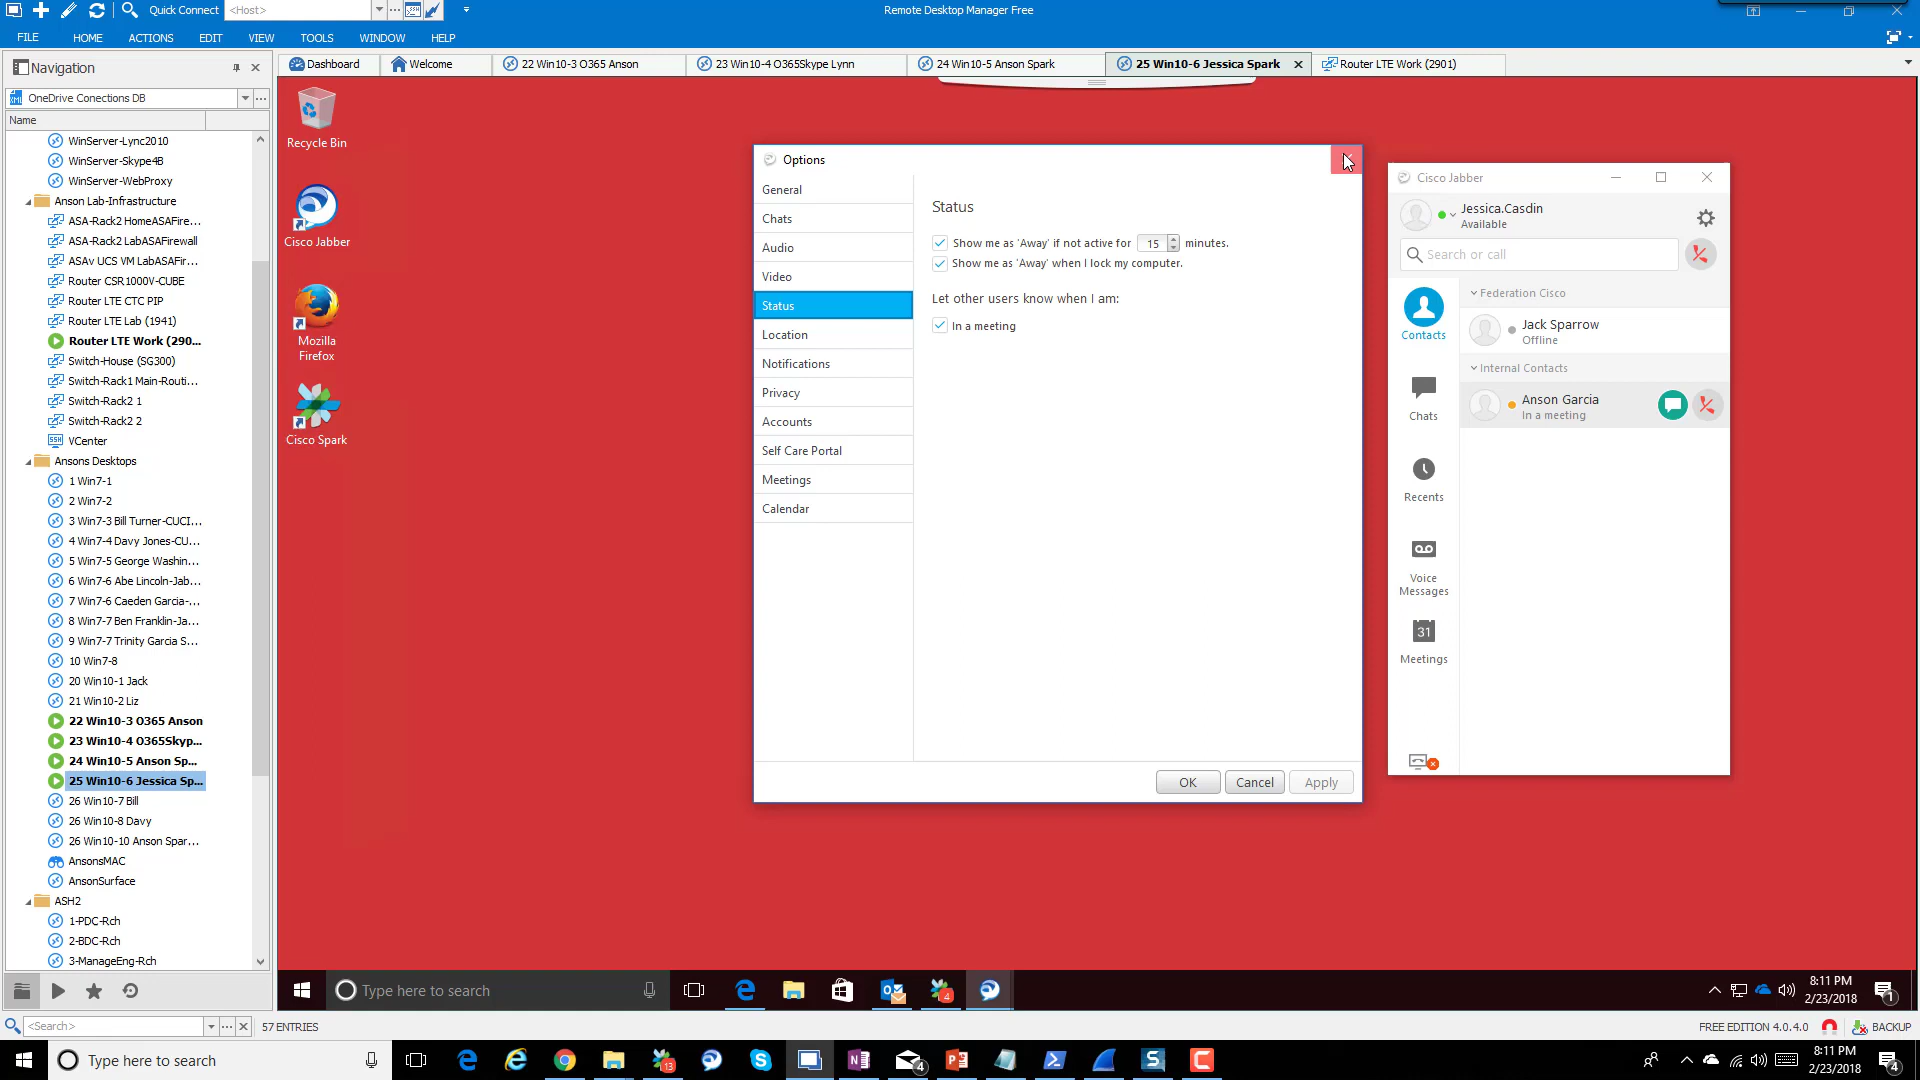 Quick Connect <Host> Remote Desktop Manager Free
FILE HOME ACTIONS EDIT VIEW TOOLS WINDOW HELP
Navigation
OneDrive Conections DB
Name
WinServer-Lync2010
WinServer-Skype4B
WinServer-WebProxy
Anson Lab-Infrastructure
ASA-Rack2 HomeASAFire...
ASA-Rack2 LabASAFirewall
ASAv UCS VM LabASAFir...
Router CSR1000V-CUBE
Router LTE CTC PIP
Router LTE Lab (1941)
Router LTE Work (290...
Switch-House (SG300)
Switch-Rack1 Main-Routi...
Switch-Rack2 1
Switch-Rack2 2
SSH VCenter
Ansons Desktops
1 Win7-1
2 Win7-2
3 Win7-3 Bill Turner-CUCI...
4 Win7-4 Davy Jones-CU...
5 Win7-5 George Washin...
6 Win7-6 Abe Lincoln-Jab...
7 Win7-6 Caeden Garcia-...
8 Win7-7 Ben Franklin-Ja...
9 Win7-7 Trinity Garcia S...
10 Win7-8
20 Win10-1 Jack
21 Win10-2 Liz
22 Win10-3 O365 Anson
23 Win10-4 O365Skyp...
24 Win10-5 Anson Sp...
25 Win10-6 Jessica Sp...
26 Win10-7 Bill
26 Win10-8 Davy
26 Win10-10 Anson Spar...
AnsonsMAC
AnsonSurface
ASH2
1-PDC-Rch
2-BDC-Rch
3-ManageEng-Rch
<Search> 57 ENTRIES
Dashboard Welcome 22 Win10-3 O365 Anson 23 Win10-4 O365Skype Lynn 24 Win10-5 Anson Spark 25 Win10-6 Jessica Spark Router LTE Work (2901)
Recycle Bin
Cisco Jabber
Mozilla
Firefox
Cisco Spark
Options
General
Chats
Audio
Video
Status
Location
Notifications
Privacy
Accounts
Self Care Portal
Meetings
Calendar
Status
Show me as 'Away' if not active for 15 minutes.
Show me as 'Away' when I lock my computer.
Let other users know when I am:
In a meeting
OK Cancel Apply
Cisco Jabber
Jessica.Casdin
Available
Search or call
Contacts
Chats
Recents
Voice
Messages
31
Meetings
Federation Cisco
Jack Sparrow
Offline
Internal Contacts
Anson Garcia
In a meeting
Type here to search 4 8:11 PM
2/23/2018 1
FREE EDITION 4.0.4.0 BACKUP
Type here to search 13 4 8:11 PM
2/23/2018 4